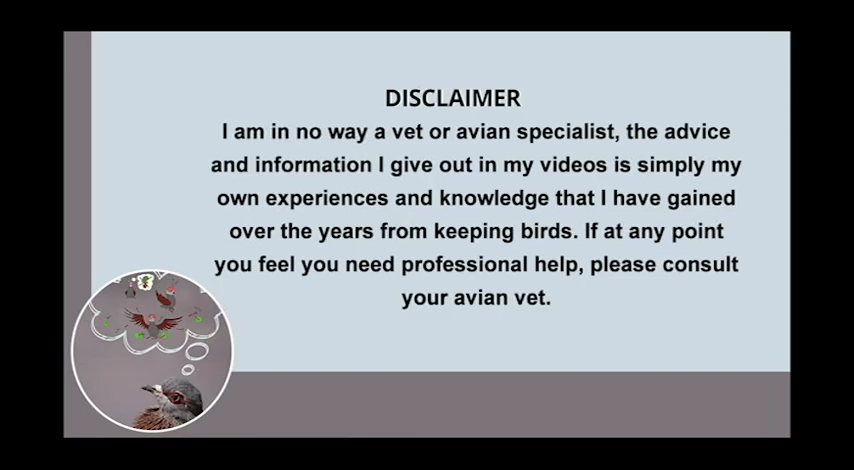 DISCLAIMER
I am in no way a vet or avian specialist, the advice
and information I give out in my videos is simply my
own experiences and knowledge that I have gained
over the years from keeping birds. If at any point
you feel you need professional help, please consult
your avian vet.